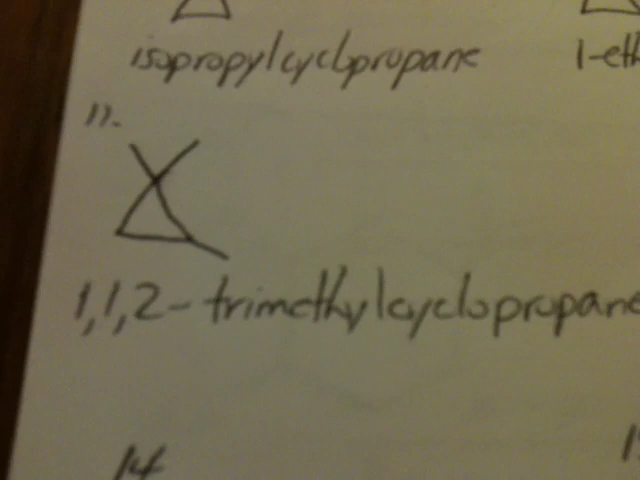 isopropylcyclopropane 1-eth
11.
1,1,2-trimethylcyclopropane
14